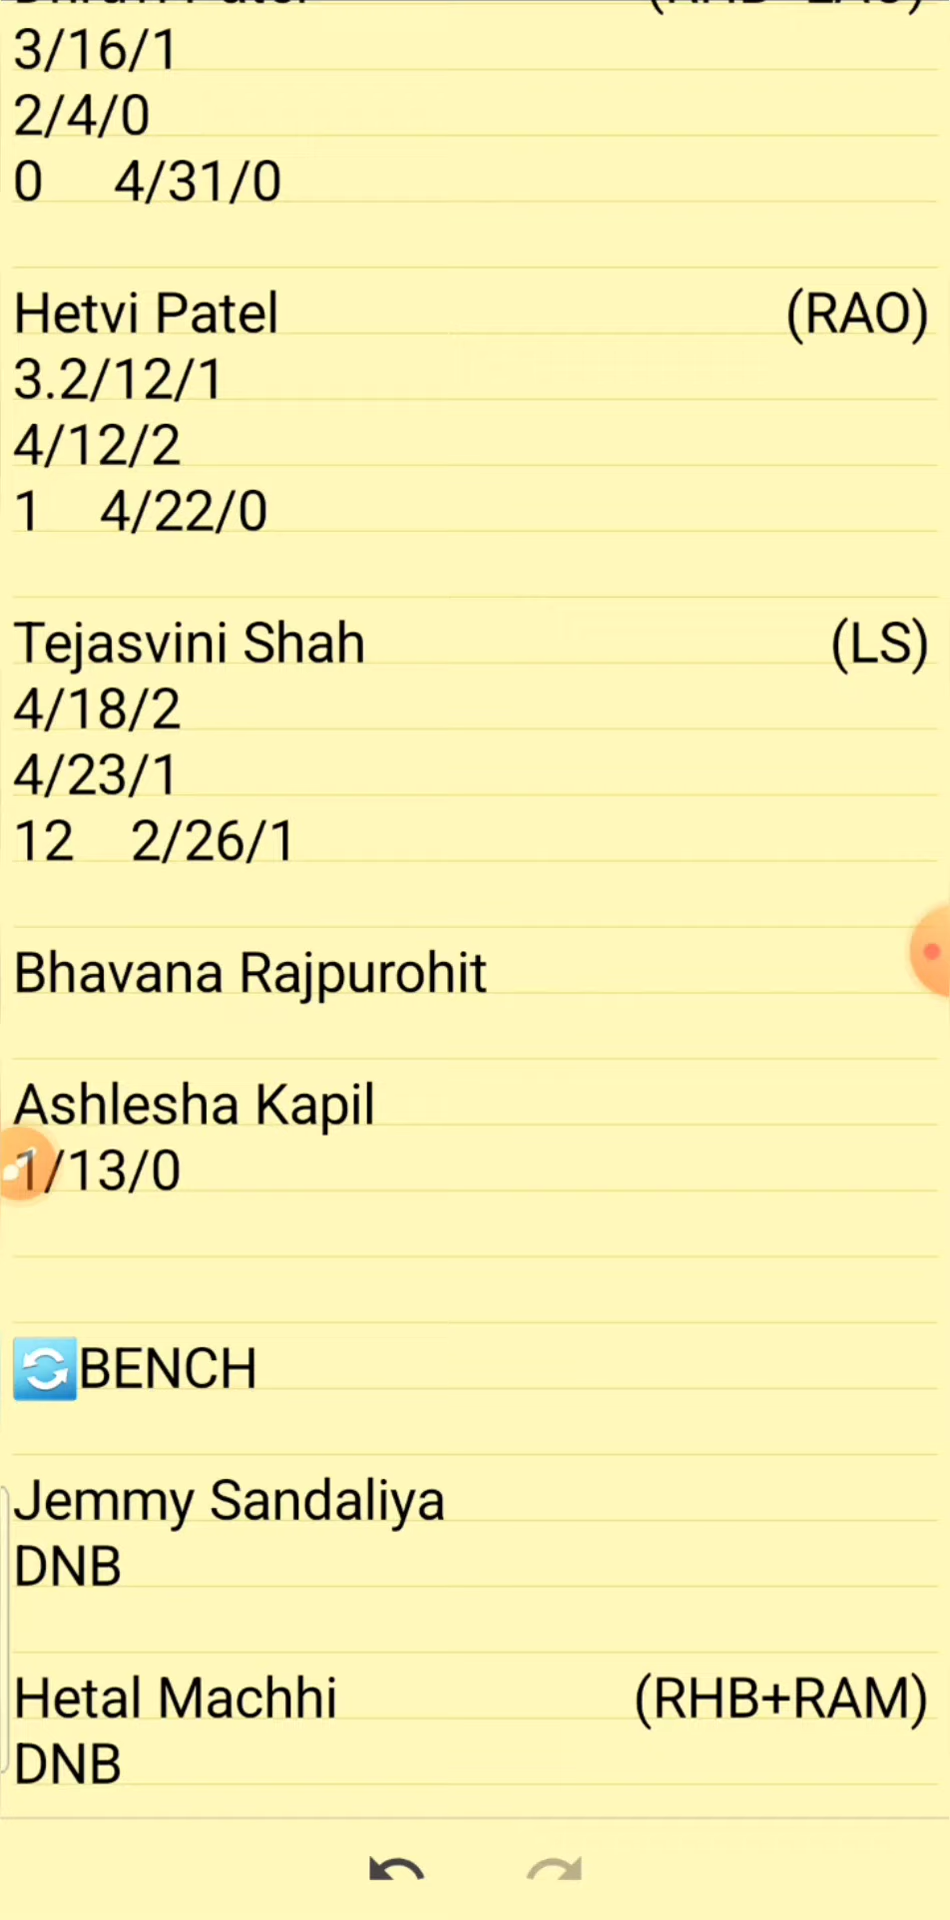 3/16/1
2/4/0
0 4/31/0
Hetvi Patel (RAO)
3.2/12/1
4/12/2
1 4/22/0
Tejasvini Shah (LS)
4/18/2
4/23/1
12 2/26/1
Bhavana Rajpurohit
Ashlesha Kapil
1/13/0
🔄BENCH
Jemmy Sandaliya
DNB
Hetal Machhi (RHB+RAM)
DNB